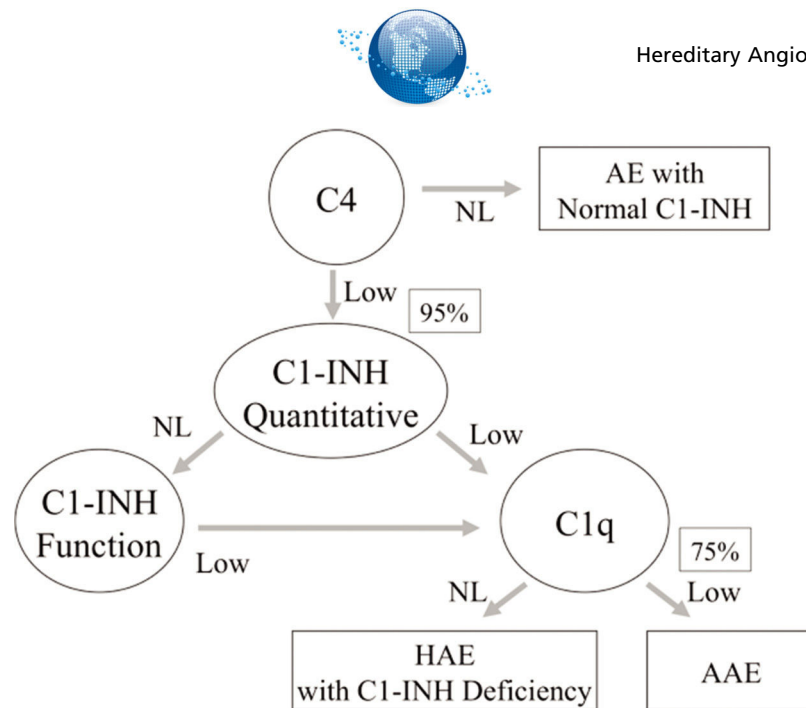 Hereditary Angio
C4
NL
AE with
Normal C1-INH
Low
95%
C1-INH
Quantitative
NL
Low
C1-INH
Function
Low
C1q
75%
NL
Low
HAE
with C1-INH Deficiency
AAE